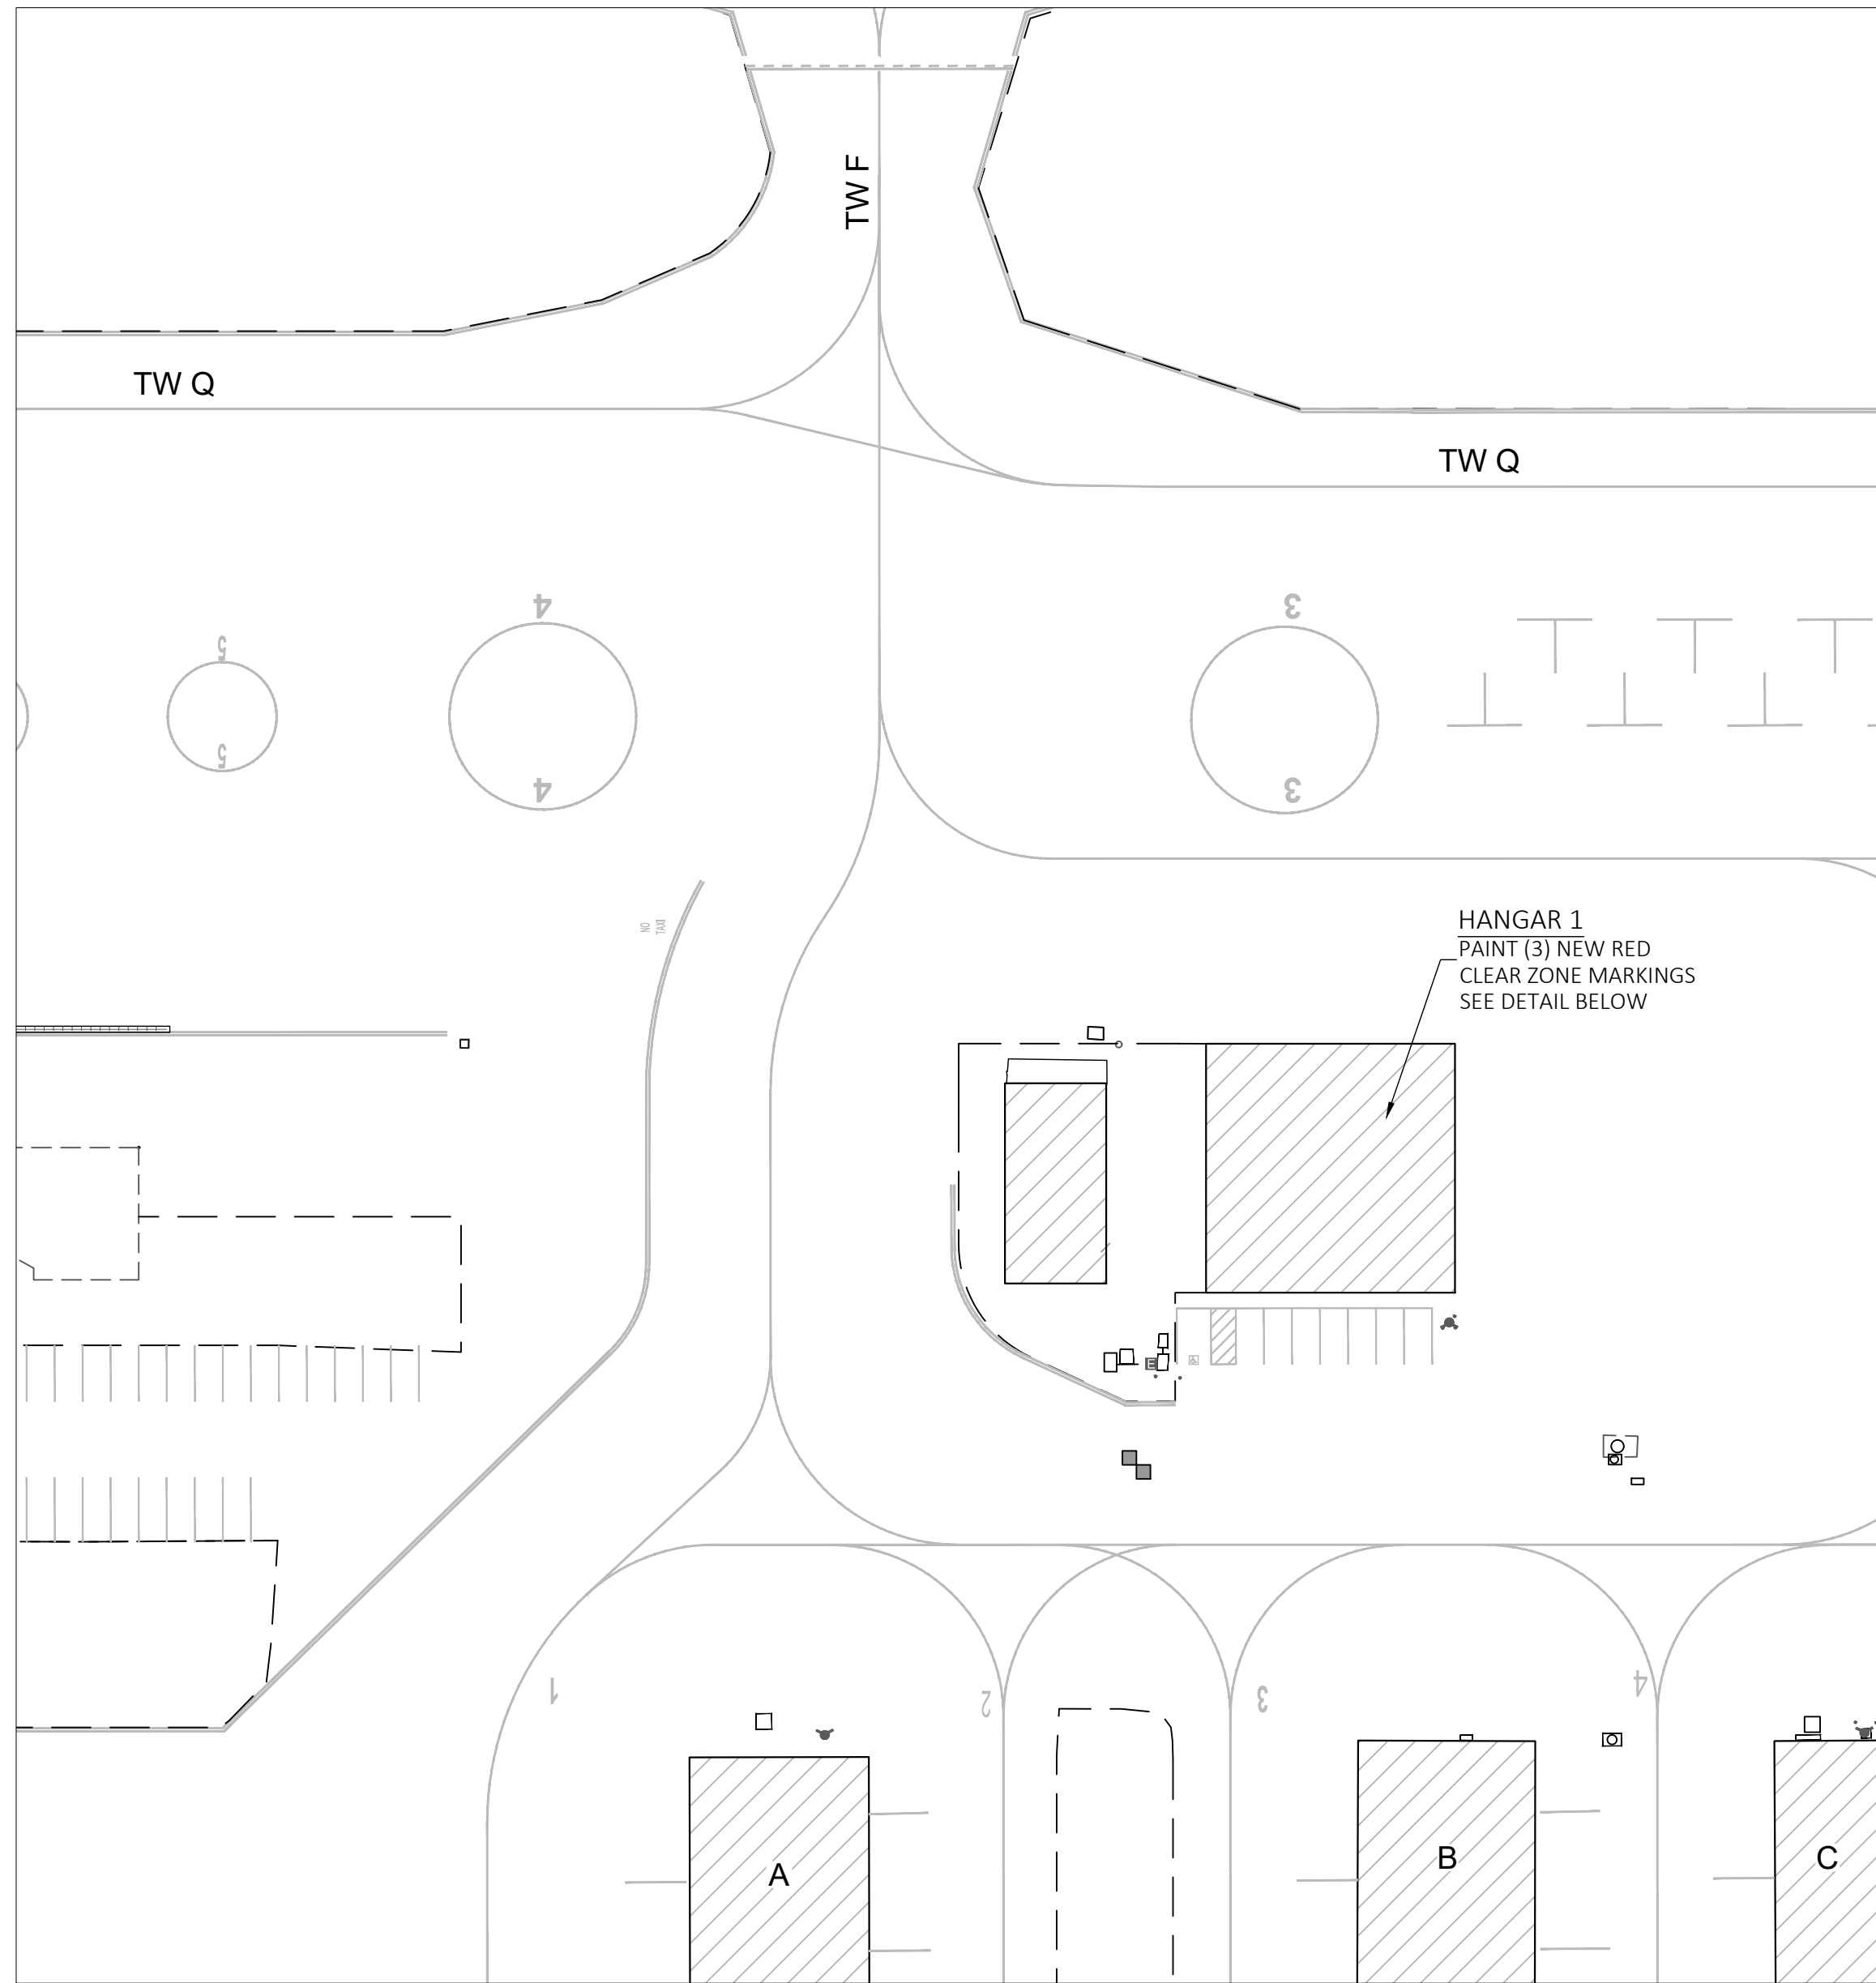 TW F
TW Q
TW Q
4
3
5
5
4
3
NO
TAXI
HANGAR 1
PAINT (3) NEW RED
CLEAR ZONE MARKINGS
SEE DETAIL BELOW
E
1
2
3
4
A
B
C